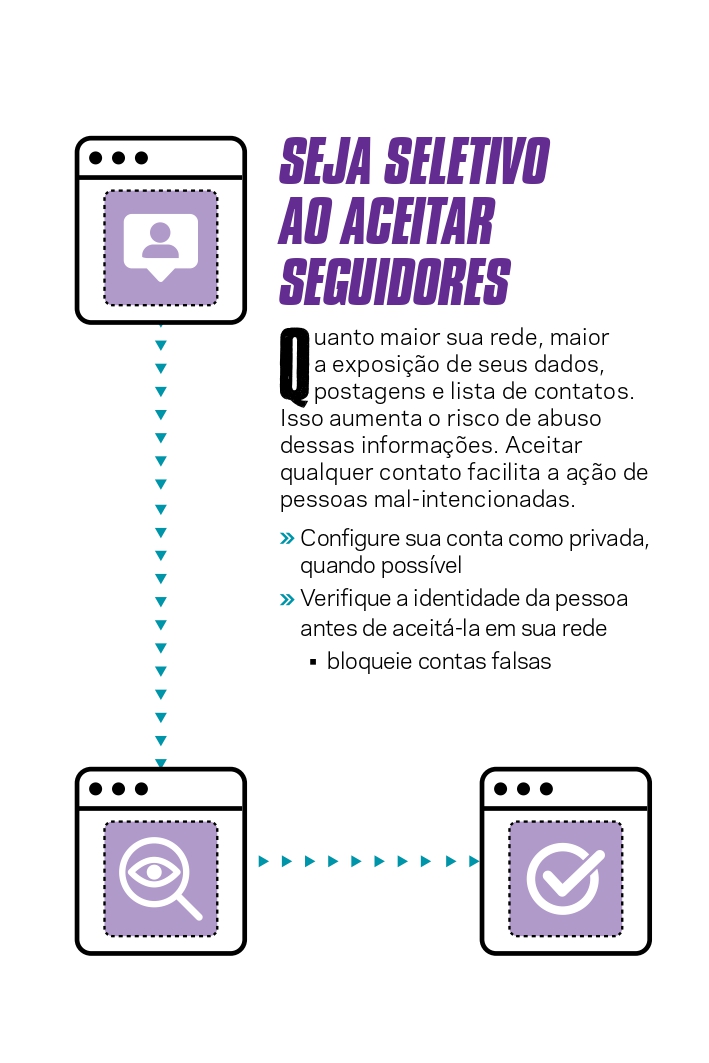 SEJA SELETIVO
AO ACEITAR
SEGUIDORES
Quanto maior sua rede, maior
a exposição de seus dados,
postagens e lista de contatos.
Isso aumenta o risco de abuso
dessas informações. Aceitar
qualquer contato facilita a ação de
pessoas mal-intencionadas.
» Configure sua conta como privada,
quando possível
» Verifique a identidade da pessoa
antes de aceitá-la em sua rede
▪ bloqueie contas falsas